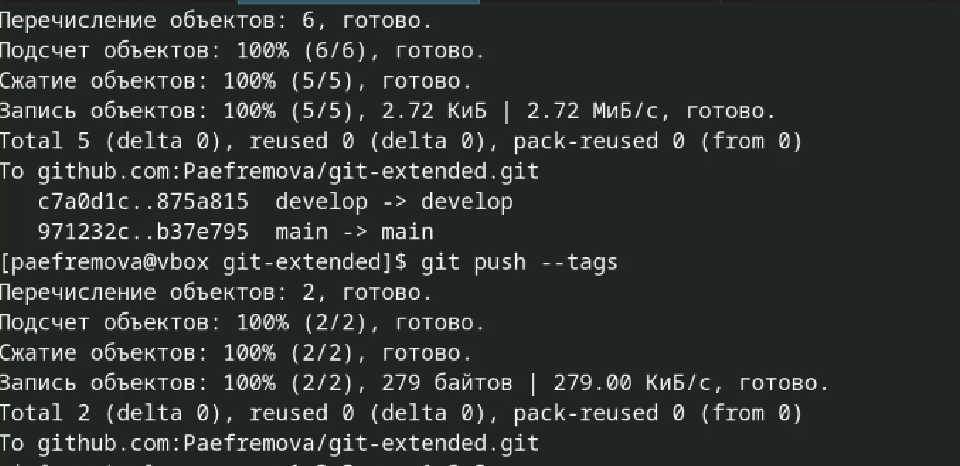 Перечисление объектов: 6, готово.
Подсчет объектов: 100% (6/6), готово.
Сжатие объектов: 100% (5/5), готово.
Запись объектов: 100% (5/5), 2.72 КиБ | 2.72 МиБ/с, готово.
Total 5 (delta 0), reused 0 (delta 0), pack-reused 0 (from 0)
To github.com:Paefremova/git-extended.git
c7a0d1c..875a815 develop -> develop
971232c..b37e795 main -> main
[paefremova@vbox git-extended]$ git push --tags
Перечисление объектов: 2, готово.
Подсчет объектов: 100% (2/2), готово.
Сжатие объектов: 100% (2/2), готово.
Запись объектов: 100% (2/2), 279 байтов | 279.00 КиБ/с, готово.
Total 2 (delta 0), reused 0 (delta 0), pack-reused 0 (from 0)
To github.com:Paefremova/git-extended.git